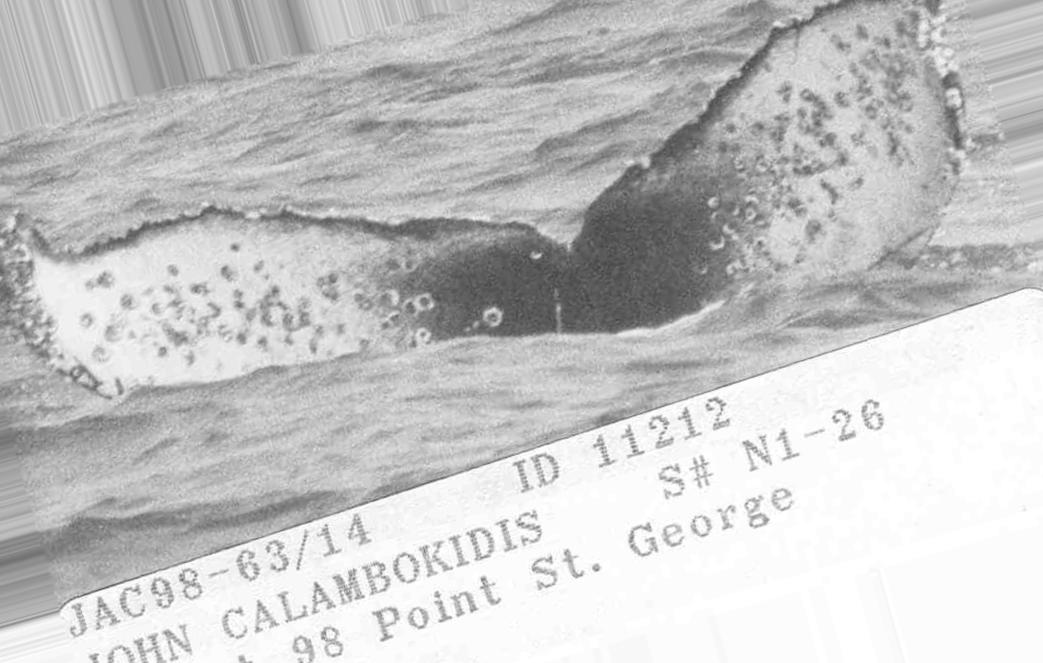 JAC98-63/14 ID 11212
JOHN CALAMBOKIDIS S# N1-26
98 Point St. George